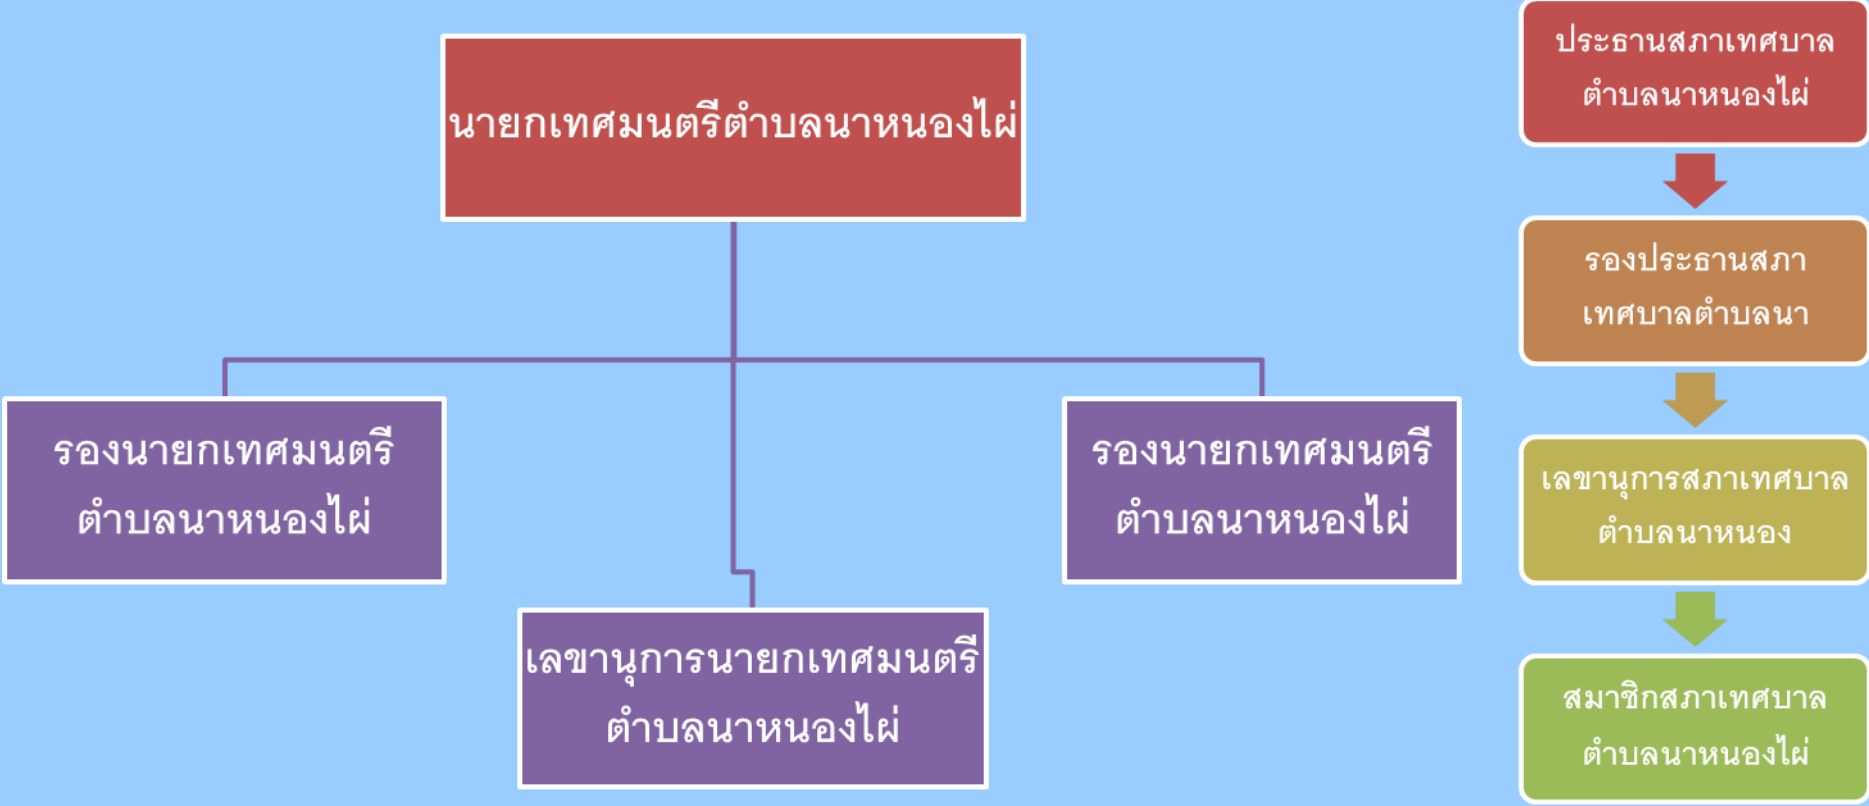 นายกเทศมนตรีตำบลนาหนองไผ่
รองนายกเทศมนตรี
ตำบลนาหนองไผ่
รองนายกเทศมนตรี
ตำบลนาหนองไผ่
เลขานุการนายกเทศมนตรี
ตำบลนาหนองไผ่
ประธานสภาเทศบาล
ตำบลนาหนองไผ่
รองประธานสภา
เทศบาลตำบลนา
เลขานุการสภาเทศบาล
ตำบลนาหนอง
สมาชิกสภาเทศบาล
ตำบลนาหนองไผ่